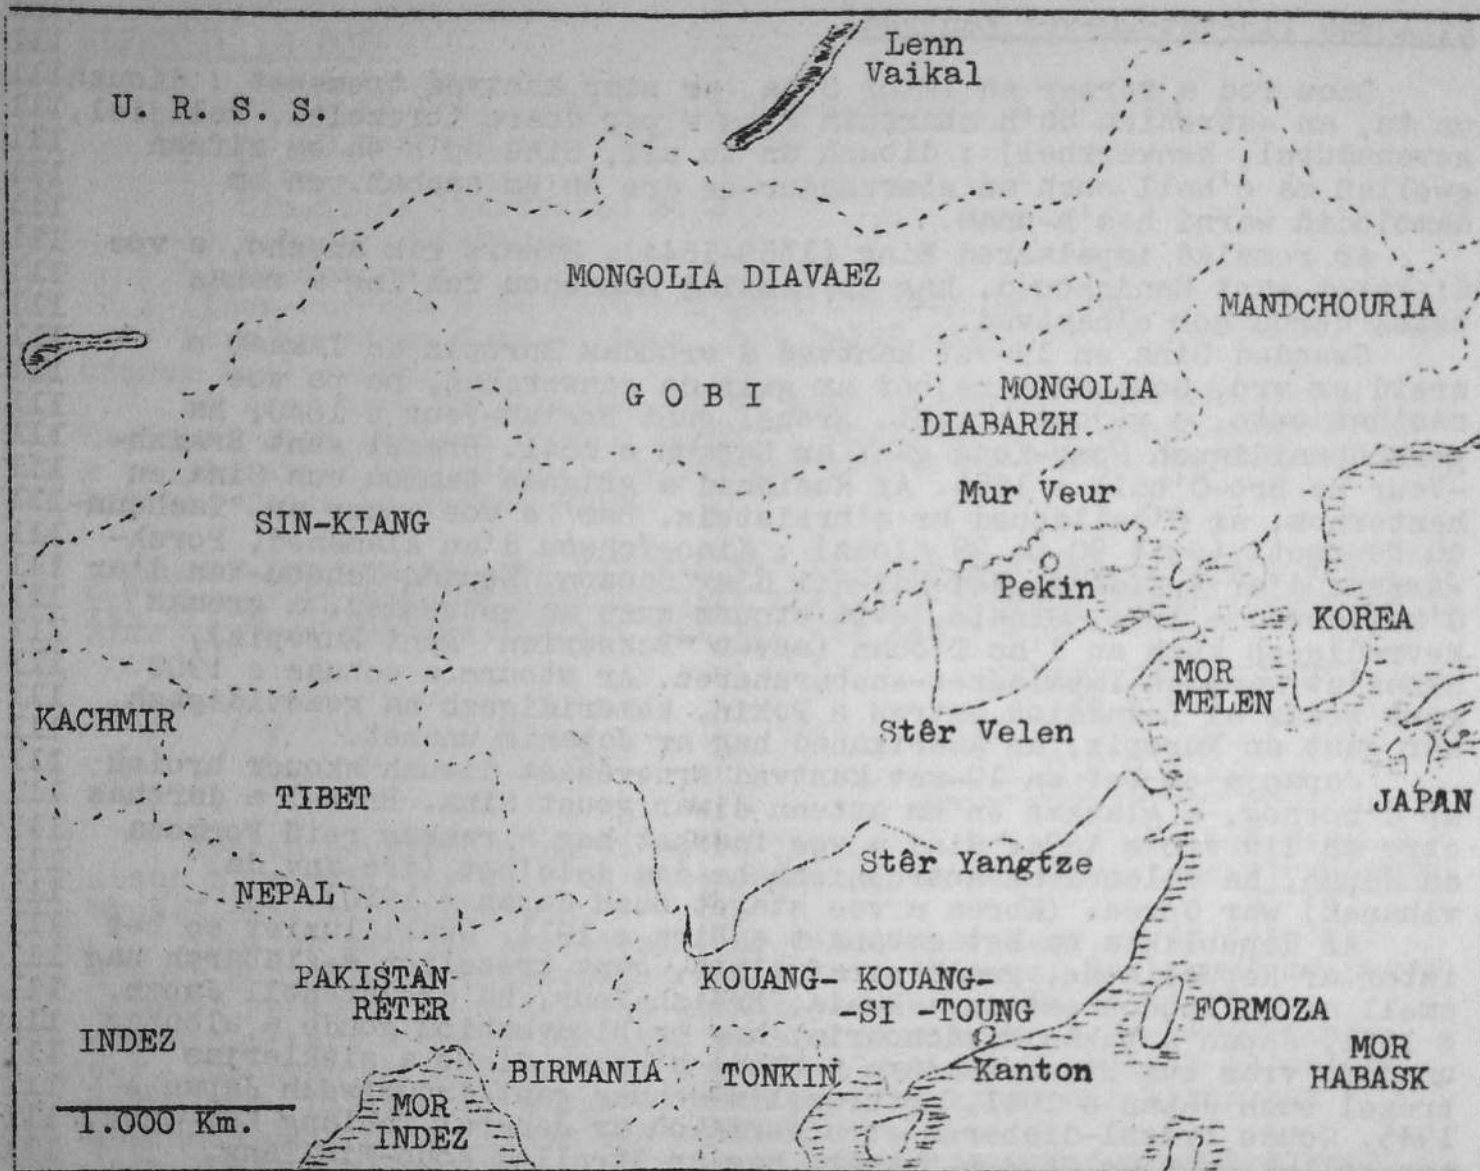 Lenn
Vaikal
U. R. S. S.
MONGOLIA DIAVAEZ
MANDCHOURIA
G O B I
MONGOLIA
DIABARZH
Mur Veur
SIN-KIANG
Pekin
KOREA
MOR
MELEN
KACHMIR
Stêr Velen
TIBET
JAPAN
Stêr Yangtze
NEPAL
PAKISTAN-
RÉTER
KOUANG- KOUANG-
-SI -TOUNG
FORMOZA
INDEZ
MOR
HABASK
BIRMANIA
TONKIN
Kanton
MOR
INDEZ
1.000 Km.